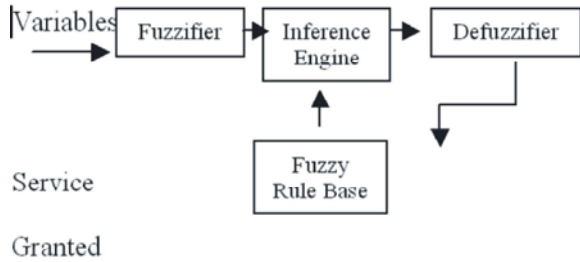 Variables
Fuzzifier
Inference
Engine
Defuzzifier
Fuzzy
Rule Base
Service
Granted